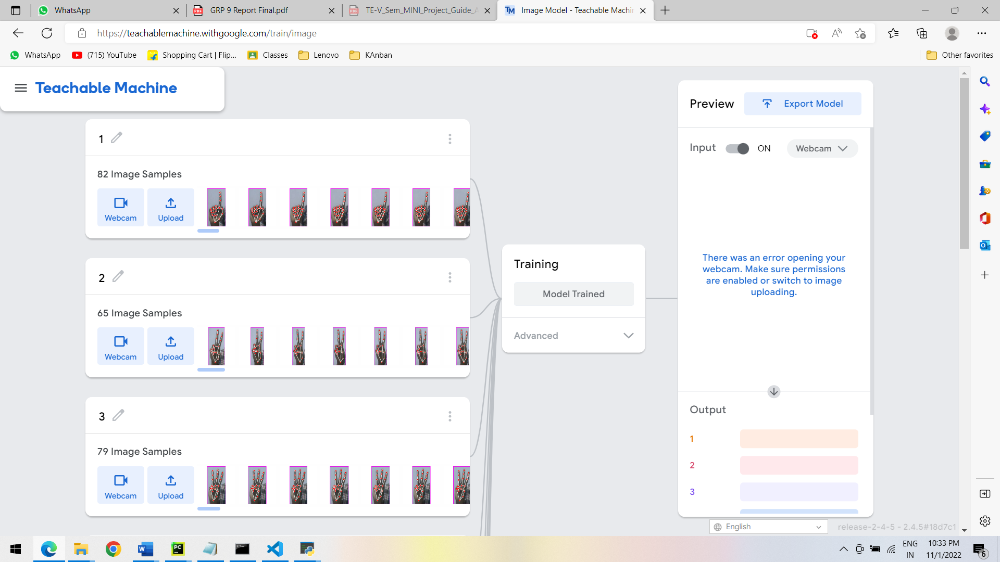 WhatsApp
GRP 9 Report Final.pdf
TE-V_Sem_MINI_Project_Guide_A
Image Model - Teachable Machin
https://teachablemachine.withgoogle.com/train/image
WhatsApp
(715) YouTube
Shopping Cart | Flip...
Classes
Lenovo
KAnban
Other favorites
Teachable Machine
1
82 Image Samples
Webcam
Upload
2
65 Image Samples
Webcam
Upload
3
79 Image Samples
Webcam
Upload
Training
Model Trained
Advanced
Preview
Export Model
Input
ON
Webcam
There was an error opening your
webcam. Make sure permissions
are enabled or switch to image
uploading.
Output
1
2
3
English
release-2-4-5 - 2.4.5#18d7c1
ENG
IN
10:33 PM
11/1/2022
6